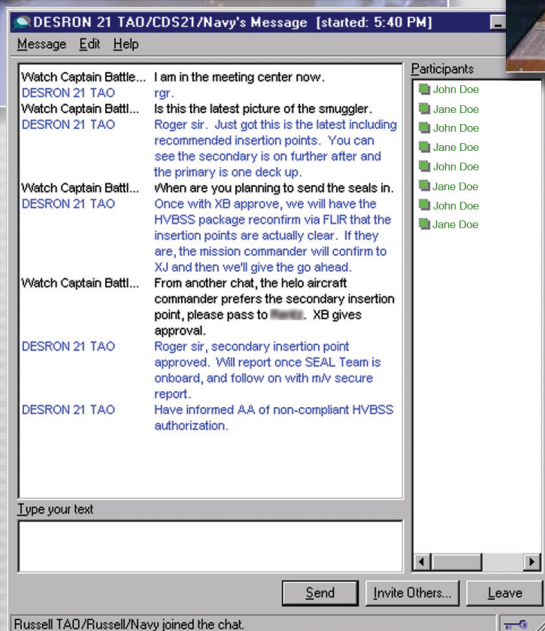 DESRON 21 TAO/CDS21/Navy's Message [started: 5:40 PM]
Message Edit Help
Watch Captain Battle... I am in the meeting center now.
DESRON 21 TAO rgr.
Watch Captain Battl... Is this the latest picture of the smuggler.
DESRON 21 TAO Roger sir. Just got this is the latest including
recommended insertion points. You can
see the secondary is on further after and
the primary is one deck up.
Watch Captain Battl... When are you planning to send the seals in.
DESRON 21 TAO Once with XB approve, we will have the
HVBSS package reconfirm via FLIR that the
insertion points are actually clear. If they
are, the mission commander will confirm to
XJ and then we'll give the go ahead.
Watch Captain Battl... From another chat, the helo aircraft
commander prefers the secondary insertion
point, please pass to . XB gives
approval.
DESRON 21 TAO Roger sir, secondary insertion point
approved. Will report once SEAL Team is
onboard, and follow on with m/v secure
report.
DESRON 21 TAO Have informed AA of non-compliant HVBSS
authorization.
Participants
John Doe
Jane Doe
John Doe
Jane Doe
John Doe
Jane Doe
John Doe
Jane Doe
Type your text
Send Invite Others... Leave
Russell TAO/Russell/Navy joined the chat.